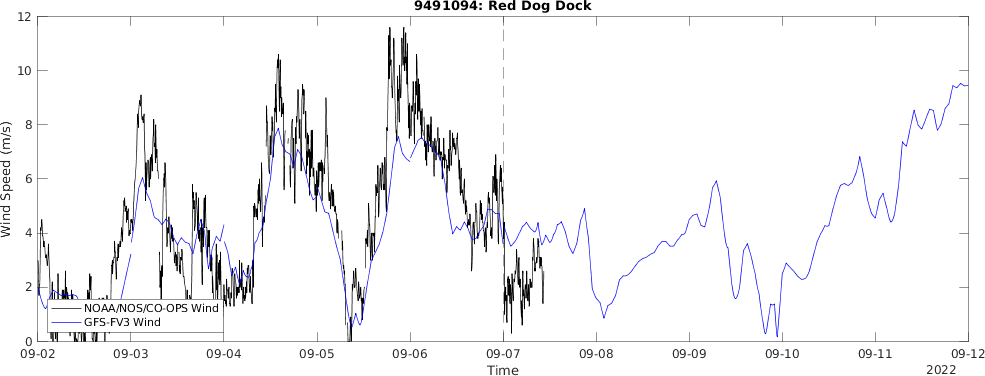 9491094: Red Dog Dock
Wind Speed (m/s)
12
10
8
6
4
2
0
NOAA/NOS/CO-OPS Wind
GFS-FV3 Wind
09-02 09-03 09-04 09-05 09-06 09-07 09-08 09-09 09-10 09-11 09-12
Time
2022